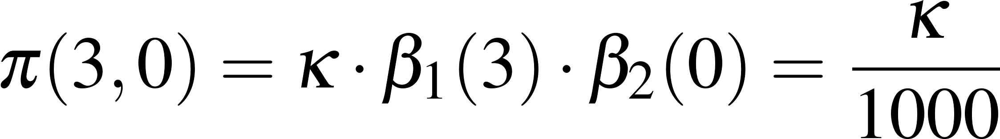 π(3, 0) = κ · β₁(3) · β₂(0) = κ/1000